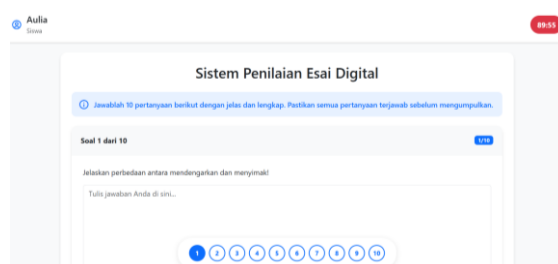 Aulia
Siswa
89:55
Sistem Penilaian Esai Digital
Jawablah 10 pertanyaan berikut dengan jelas dan lengkap. Pastikan semua pertanyaan terjawab sebelum mengumpulkan.
Soal 1 dari 10
1/10
Jelaskan perbedaan antara mendengarkan dan menyimak!
Tulis jawaban Anda di sini...
1 2 3 4 5 6 7 8 9 10